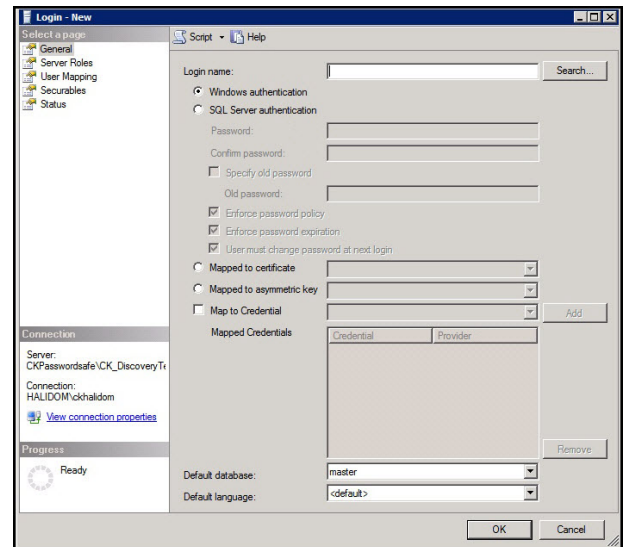 Login - New
Select a page
General
Server Roles
User Mapping
Securables
Status
Script
Help
Login name:
Search...
Windows authentication
SQL Server authentication
Password:
Confirm password:
Specify old password
Old password:
Enforce password policy
Enforce password expiration
User must change password at next login
Mapped to certificate
Mapped to asymmetric key
Map to Credential
Add
Mapped Credentials
Credential Provider
Remove
Default database: master
Default language: <default>
Connection
Server:
CKPasswordsafe\CK_DiscoveryTe
Connection:
HALIDOM\ckhalidom
View connection properties
Progress
Ready
OK Cancel